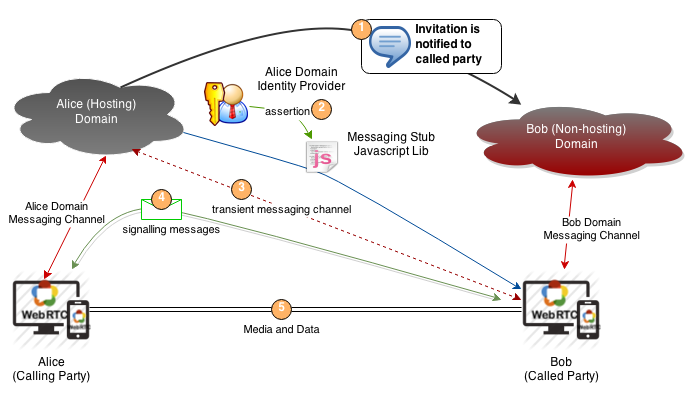 1
Invitation is
notified to
called party
Alice Domain
Identity Provider
Alice (Hosting)
Domain
assertion
2
Bob (Non-hosting)
Domain
Messaging Stub
Javascript Lib
js
3
transient messaging channel
4
signalling messages
Alice Domain
Messaging Channel
Bob Domain
Messaging Channel
WebRTC
WebRTC
5
Media and Data
WebRTC
WebRTC
Alice
(Calling Party)
Bob
(Called Party)